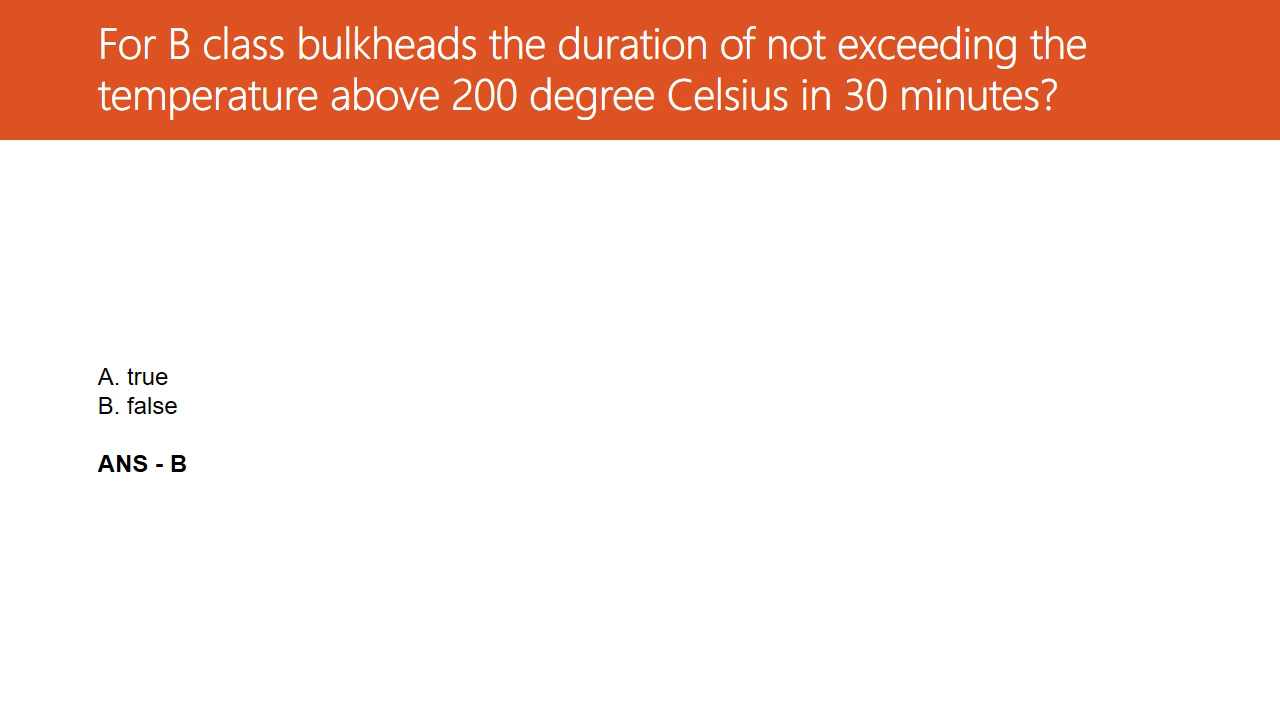 For B class bulkheads the duration of not exceeding the
temperature above 200 degree Celsius in 30 minutes?
A. true
B. false
ANS - B